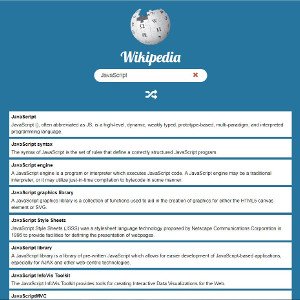 Wikipedia
JavaScript
JavaScript
JavaScript (), often abbreviated as JS, is a high-level, dynamic, weakly typed, prototype-based, multi-paradigm, and interpreted
programming language.
JavaScript syntax
The syntax of JavaScript is the set of rules that define a correctly structured JavaScript program.
JavaScript engine
A JavaScript engine is a program or interpreter which executes JavaScript code. A JavaScript engine may be a traditional
interpreter, or it may utilize just-in-time compilation to bytecode in some manner.
JavaScript graphics library
A JavaScript graphics library is a collection of functions used to aid in the creation of graphics for either the HTML5 canvas
element or SVG.
JavaScript Style Sheets
JavaScript Style Sheets (JSSS) was a stylesheet language technology proposed by Netscape Communications Corporation in
1996 to provide facilities for defining the presentation of webpages.
JavaScript library
A JavaScript library is a library of pre-written JavaScript which allows for easier development of JavaScript-based applications,
especially for AJAX and other web-centric technologies.
JavaScript InfoVis Toolkit
The JavaScript InfoVis Toolkit provides tools for creating Interactive Data Visualizations for the Web.
JavaScriptMVC